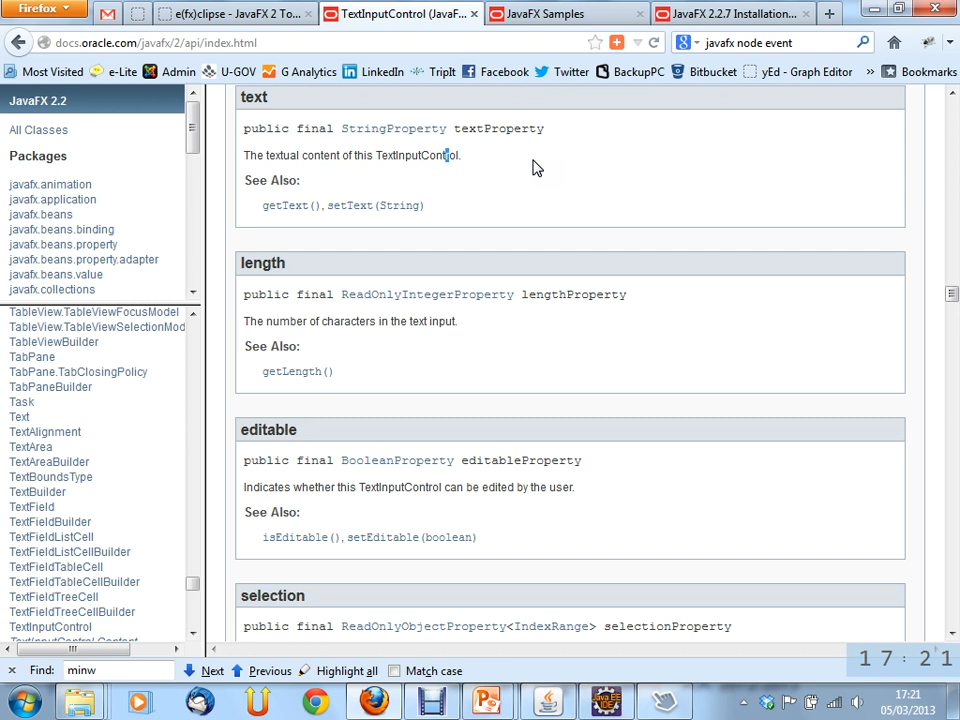 Firefox
e(fx)clipse - JavaFX 2 To...
TextInputControl (JavaF...
JavaFX Samples
JavaFX 2.2.7 Installation...
docs.oracle.com/javafx/2/api/index.html
javafx node event
Most Visited
e-Lite
Admin
U-GOV
G Analytics
LinkedIn
TripIt
Facebook
Twitter
BackupPC
Bitbucket
yEd - Graph Editor
Bookmarks
JavaFX 2.2
All Classes
Packages
javafx.animation
javafx.application
javafx.beans
javafx.beans.binding
javafx.beans.property
javafx.beans.property.adapter
javafx.beans.value
javafx.collections
TableView.TableViewFocusModel
TableView.TableViewSelectionMod
TableViewBuilder
TabPane
TabPane.TabClosingPolicy
TabPaneBuilder
Task
Text
TextAlignment
TextArea
TextAreaBuilder
TextBoundsType
TextBuilder
TextField
TextFieldBuilder
TextFieldListCell
TextFieldListCellBuilder
TextFieldTableCell
TextFieldTableCellBuilder
TextFieldTreeCell
TextFieldTreeCellBuilder
TextInputControl
TextInputControl.Content
text
public final StringProperty textProperty
The textual content of this TextInputControl.
See Also:
getText(), setText(String)
length
public final ReadOnlyIntegerProperty lengthProperty
The number of characters in the text input.
See Also:
getLength()
editable
public final BooleanProperty editableProperty
Indicates whether this TextInputControl can be edited by the user.
See Also:
isEditable(), setEditable(boolean)
selection
public final ReadOnlyObjectProperty<IndexRange> selectionProperty
17:21
Find: minw
Next
Previous
Highlight all
Match case
Java EE
IDE
17:21
05/03/2013